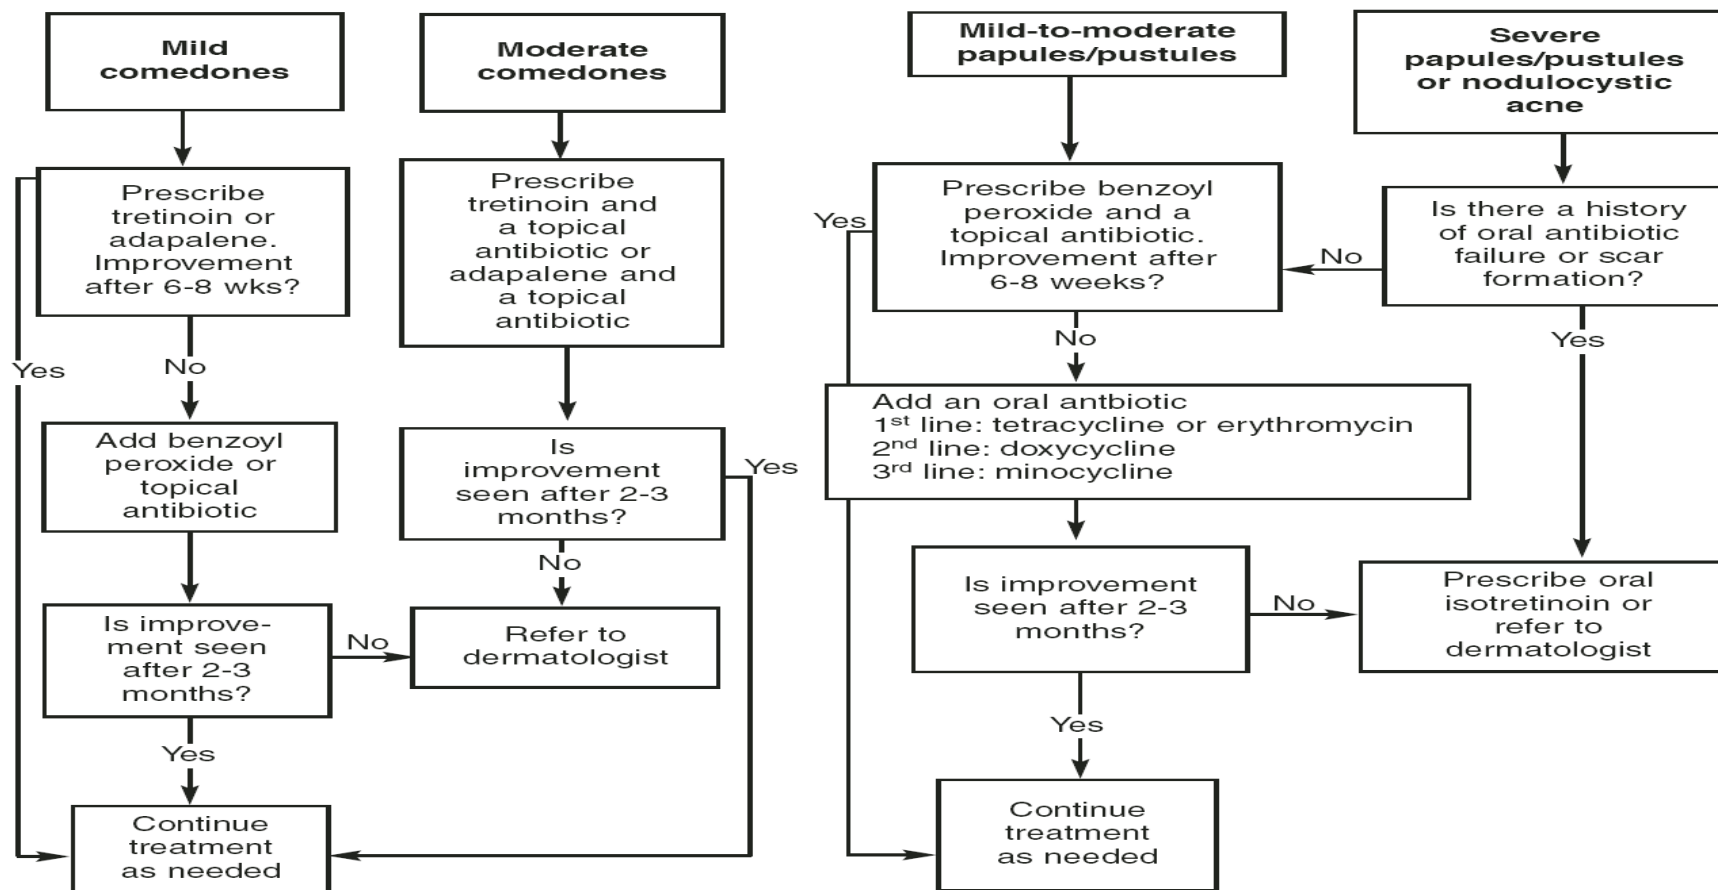 Mild
comedones
Prescribe
tretinoin or
adapalene.
Improvement
after 6-8 wks?
Yes
No
Add benzoyl
peroxide or
topical
antibiotic
Is improve-
ment seen
after 2-3
months?
No
Yes
Continue
treatment
as needed
Moderate
comedones
Prescribe
tretinoin and
a topical
antibiotic or
adapalene and
a topical
antibiotic
Is
improvement
seen after 2-3
months?
Yes
No
Refer to
dermatologist
Mild-to-moderate
papules/pustules
Prescribe benzoyl
peroxide and a
topical antibiotic.
Improvement after
6-8 weeks?
Yes
No
Add an oral antbiotic
1st line: tetracycline or erythromycin
2nd line: doxycycline
3rd line: minocycline
Is improvement
seen after 2-3
months?
No
Yes
Continue
treatment
as needed
Severe
papules/pustules
or nodulocystic
acne
Is there a history
of oral antibiotic
failure or scar
formation?
No
Yes
Prescribe oral
isotretinoin or
refer to
dermatologist